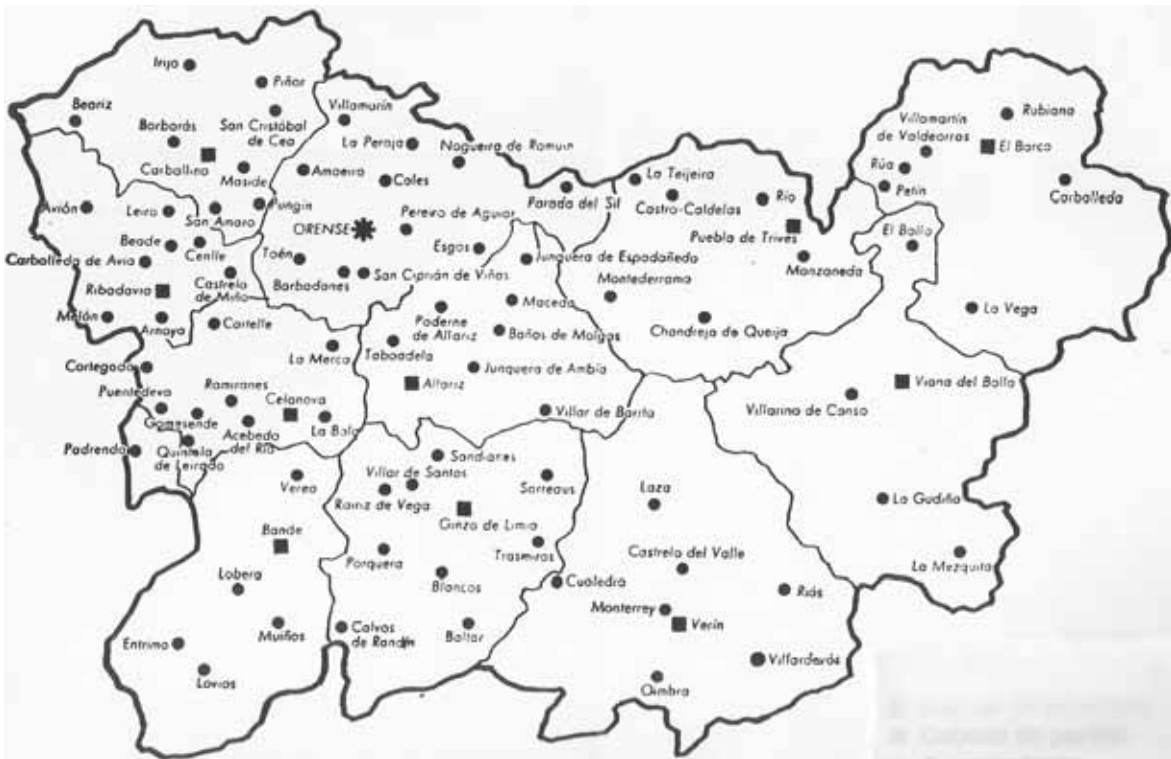 Irijo
Piñor
Beariz
San Cristóbal
de Cea
Villamarín
La Peroja
Nogueira de Ramuin
Villamartín
de Valdeorras
Rubiana
El Barco
Carballeda
Rúa
Petín
El Bollo
La Vega
Boborás
Carballino
Maside
Amoeiro
Coles
Pungín
San Amaro
Leiro
Avión
Parada del Sil
La Teijeira
Castro-Caldelas
Río
Puebla de Trives
Manzaneda
ORENSE
Pereiro de Aguiar
Esgos
Junquera de Espadañedo
Montederramo
Chandreja de Queija
Beade
Cenlle
Carballeda de Avia
Ribadavia
Castrelo
de Miño
Toén
Barbadanes
San Ciprián de Viñas
Maceda
Paderne
de Allariz
Baños de Molgas
Taboadela
Junquera de Ambía
Allariz
Villar de Barrio
Melón
Arnoya
Cartelle
La Merca
Cortegada
Puentedeva
Ramiranes
Celanova
Gomesende
Acebedo
del Río
La Bola
Padrenda
Quintela
de Leirado
Verea
Bande
Lobera
Muiños
Entrimo
Lovios
Sandianes
Villar de Santos
Rairiz de Vega
Sarreaus
Ginzo de Limia
Trasmiras
Porquera
Blancos
Calvos
de Randín
Baltar
Viana del Bollo
Villarino de Conso
La Gudiña
La Mezquita
Laza
Castrelo del Valle
Cualedra
Monterrey
Verín
Riós
Villardevós
Oimbra